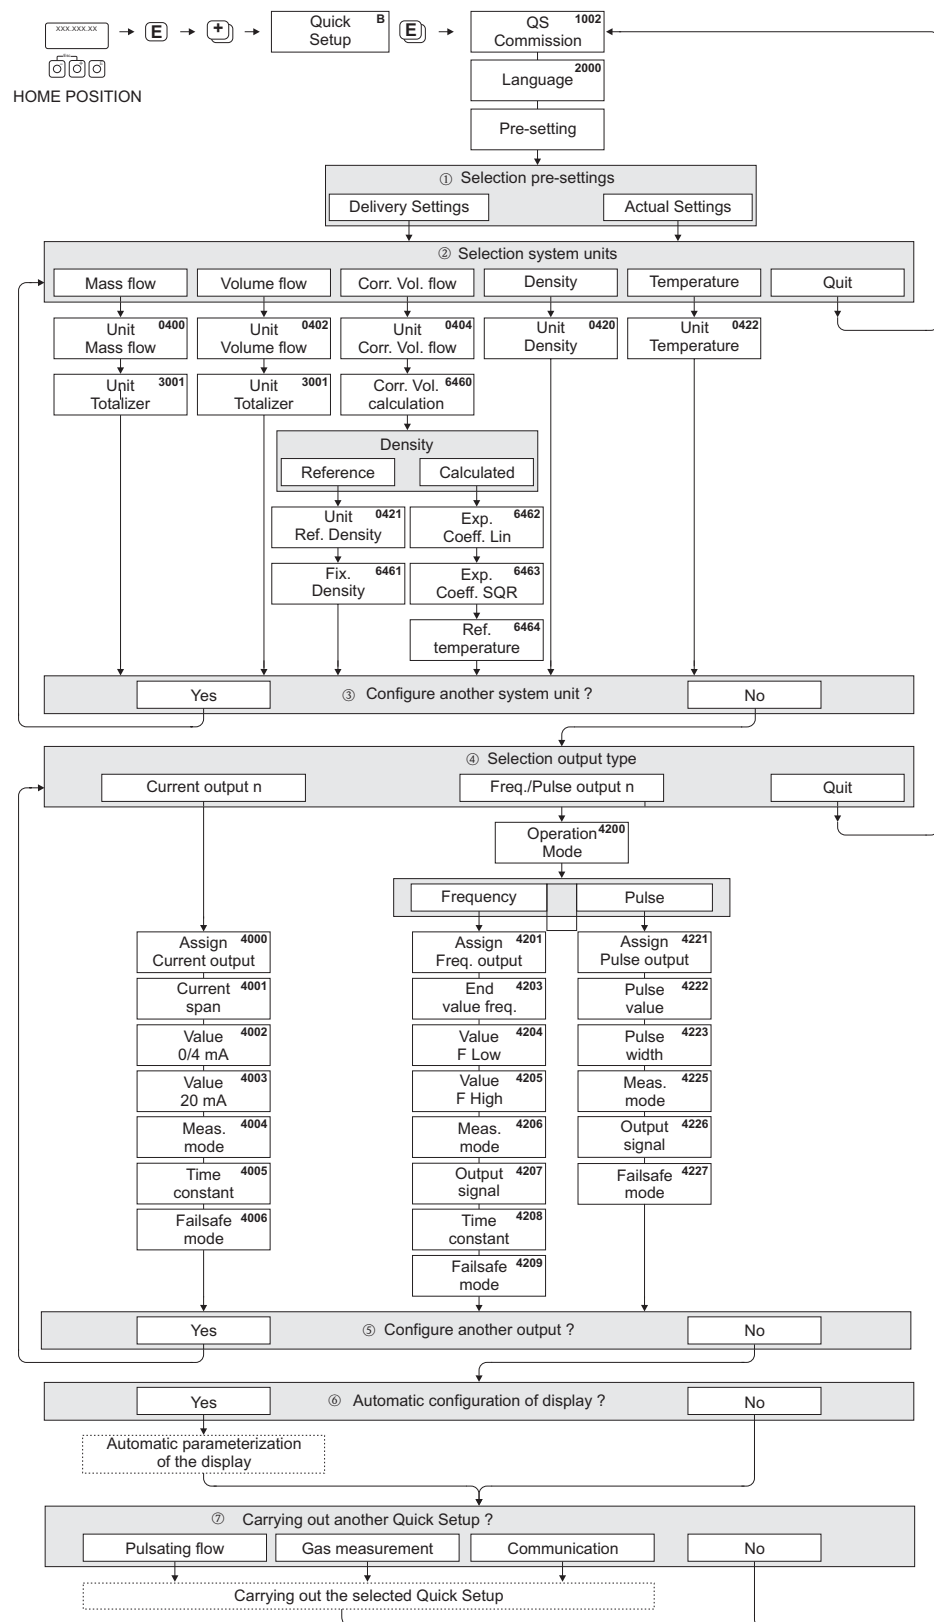 xxx.xxx.xx
Esc
E
+
Quick
Setup
B
E
QS
Commission
1002
HOME POSITION
Language
2000
Pre-setting
① Selection pre-settings
Delivery Settings
Actual Settings
② Selection system units
Mass flow
Volume flow
Corr. Vol. flow
Density
Temperature
Quit
Unit
Mass flow
0400
Unit
Volume flow
0402
Unit
Corr. Vol. flow
0404
Unit
Density
0420
Unit
Temperature
0422
Unit
Totalizer
3001
Unit
Totalizer
3001
Corr. Vol.
calculation
6460
Density
Reference
Calculated
Unit
Ref. Density
0421
Exp.
Coeff. Lin
6462
Fix.
Density
6461
Exp.
Coeff. SQR
6463
Ref.
temperature
6464
Yes
③ Configure another system unit ?
No
④ Selection output type
Current output n
Freq./Pulse output n
Quit
Operation
Mode
4200
Frequency
Pulse
Assign
Current output
4000
Assign
Freq. output
4201
Assign
Pulse output
4221
Current
span
4001
End
value freq.
4203
Pulse
value
4222
Value
0/4 mA
4002
Value
F Low
4204
Pulse
width
4223
Value
20 mA
4003
Value
F High
4205
Meas.
mode
4225
Meas.
mode
4004
Meas.
mode
4206
Output
signal
4226
Time
constant
4005
Output
signal
4207
Failsafe
mode
4227
Failsafe
mode
4006
Time
constant
4208
Failsafe
mode
4209
Yes
⑤ Configure another output ?
No
Yes
⑥ Automatic configuration of display ?
No
Automatic parameterization
of the display
⑦ Carrying out another Quick Setup ?
Pulsating flow
Gas measurement
Communication
No
Carrying out the selected Quick Setup